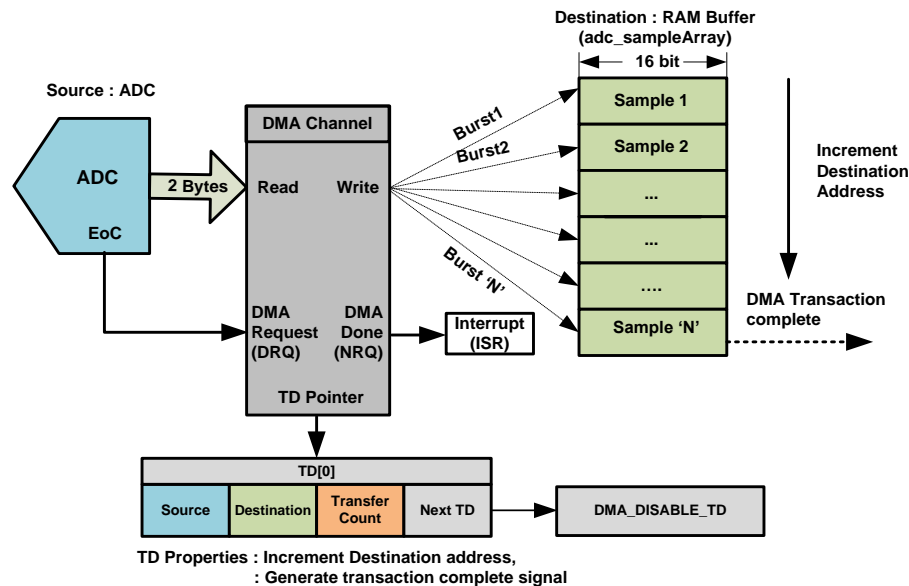 Destination : RAM Buffer
(adc_sampleArray)
16 bit
Source : ADC
DMA Channel
ADC
EoC
2 Bytes
Read
Write
Burst1
Burst2
Burst 'N'
Sample 1
Sample 2
...
...
....
Sample 'N'
Increment
Destination
Address
DMA Transaction
complete
DMA
Request
(DRQ)
DMA
Done
(NRQ)
Interrupt
(ISR)
TD Pointer
TD[0]
Source
Destination
Transfer
Count
Next TD
DMA_DISABLE_TD
TD Properties : Increment Destination address,
: Generate transaction complete signal